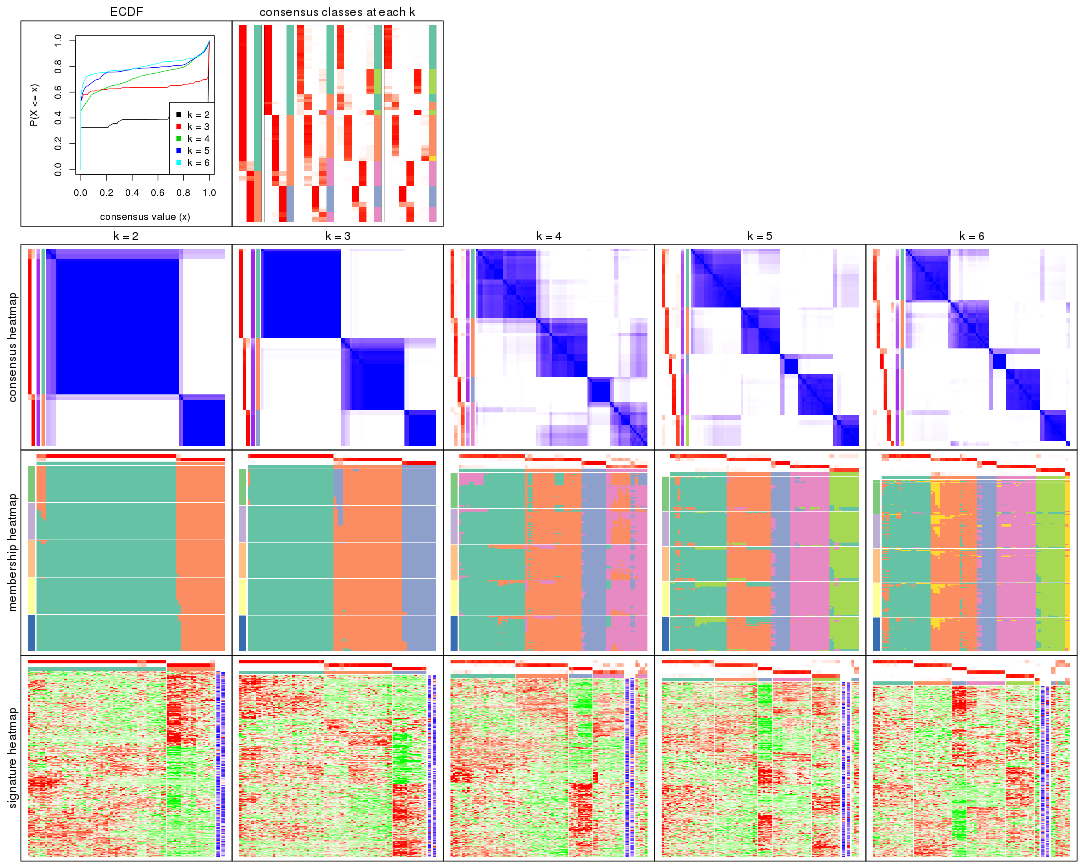 ECDF
consensus classes at each k
P(X <= x)
0.0
0.2
0.4
0.6
0.8
1.0
k = 2
k = 3
k = 4
k = 5
k = 6
0.0
0.2
0.4
0.6
0.8
1.0
consensus value (x)
k = 2
k = 3
k = 4
k = 5
k = 6
consensus heatmap
membership heatmap
signature heatmap